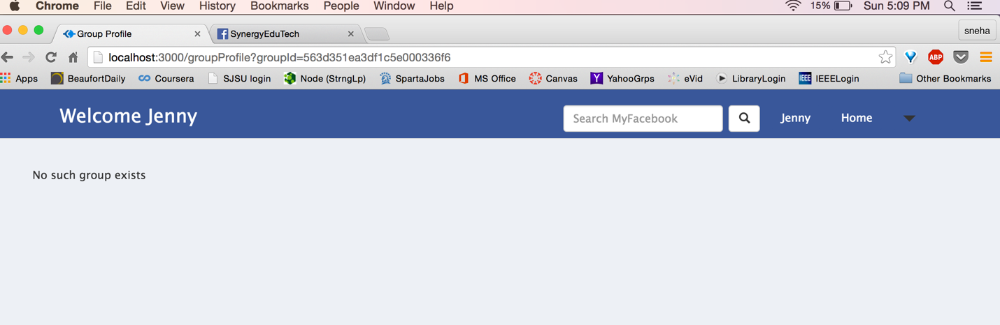 Chrome File Edit View History Bookmarks People Window Help 15% Sun 5:09 PM
Group Profile SynergyEduTech sneha
localhost:3000/groupProfile?groupId=563d351ea3df1c5e000336f6 ABP
Apps BeaufortDaily Coursera SJSU login Node (StrngLp) SpartaJobs MS Office Canvas Y YahooGrps eVid LibraryLogin IEEE IEEELogin Other Bookmarks
Welcome Jenny Search MyFacebook Jenny Home
No such group exists